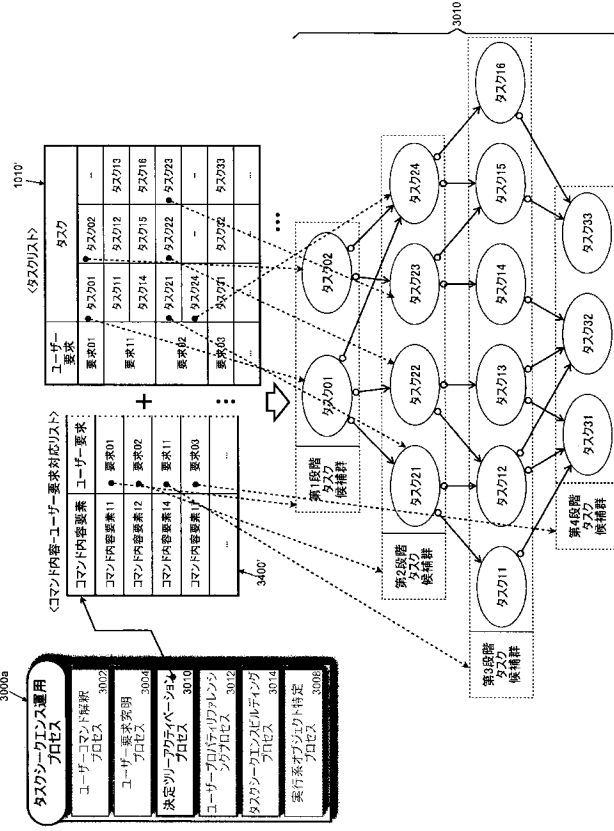 3000a
タスクシークエンス運用
プロセス
ユーザーコマンド解釈
プロセス
3002
ユーザー要求究明
プロセス
3004
決定ツリーアクティベーション
プロセス
3010
ユーザープロパティリファレンシ
ングプロセス
3012
タスクシークエンスビルディング
プロセス
3014
実行系オブジェクト特定
プロセス
3008
<コマンド内容-ユーザー要求対応リスト>
コマンド内容要素 ユーザー要求
コマンド内容要素11 要求01
コマンド内容要素12 要求02
コマンド内容要素14 要求11
要求03
... ...
3400'
+
<タスクリスト>
1010'
ユーザー
要求
タスク
要求01 タスク01 タスク02 -
要求11 タスク11 タスク12 タスク13
タスク14 タスク15 タスク16
要求02 タスク21 タスク22 タスク23
タスク24 - -
要求03 タスク31 タスク32 タスク33
...
第1段階
タスク
候補群
タスク01
タスク02
第2段階
タスク
候補群
タスク21
タスク22
タスク23
タスク24
第3段階
タスク
候補群
タスク11
タスク12
タスク13
タスク14
タスク15
タスク16
第4段階
タスク
候補群
タスク31
タスク32
タスク33
3010